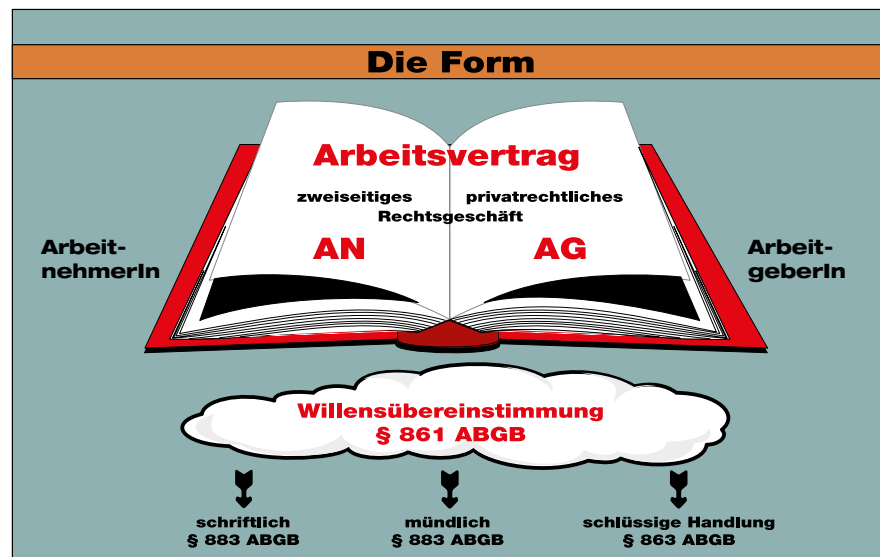 Die Form
Arbeitsvertrag
zweiseitiges privatrechtliches
Rechtsgeschäft
Arbeit-
nehmerIn
AN AG
Arbeit-
geberIn
Willensübereinstimmung
§ 861 ABGB
schriftlich
§ 883 ABGB
mündlich
§ 883 ABGB
schlüssige Handlung
§ 863 ABGB